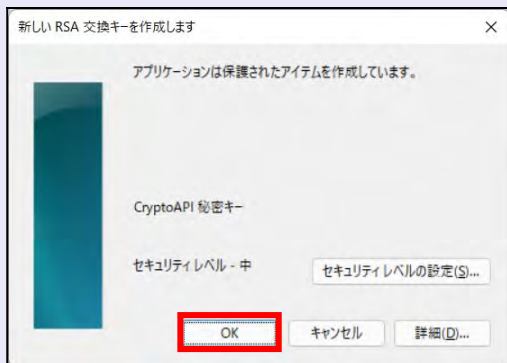 新しい RSA 交換キーを作成します
アプリケーションは保護されたアイテムを作成しています。
CryptoAPI 秘密キー
セキュリティ レベル - 中
セキュリティ レベルの設定(S)...
OK
キャンセル
詳細(D)...